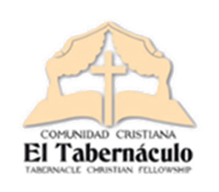 COMUNIDAD CRISTIANA
El Tabernáculo
TABERNACLE CHRISTIAN FELLOWSHIP